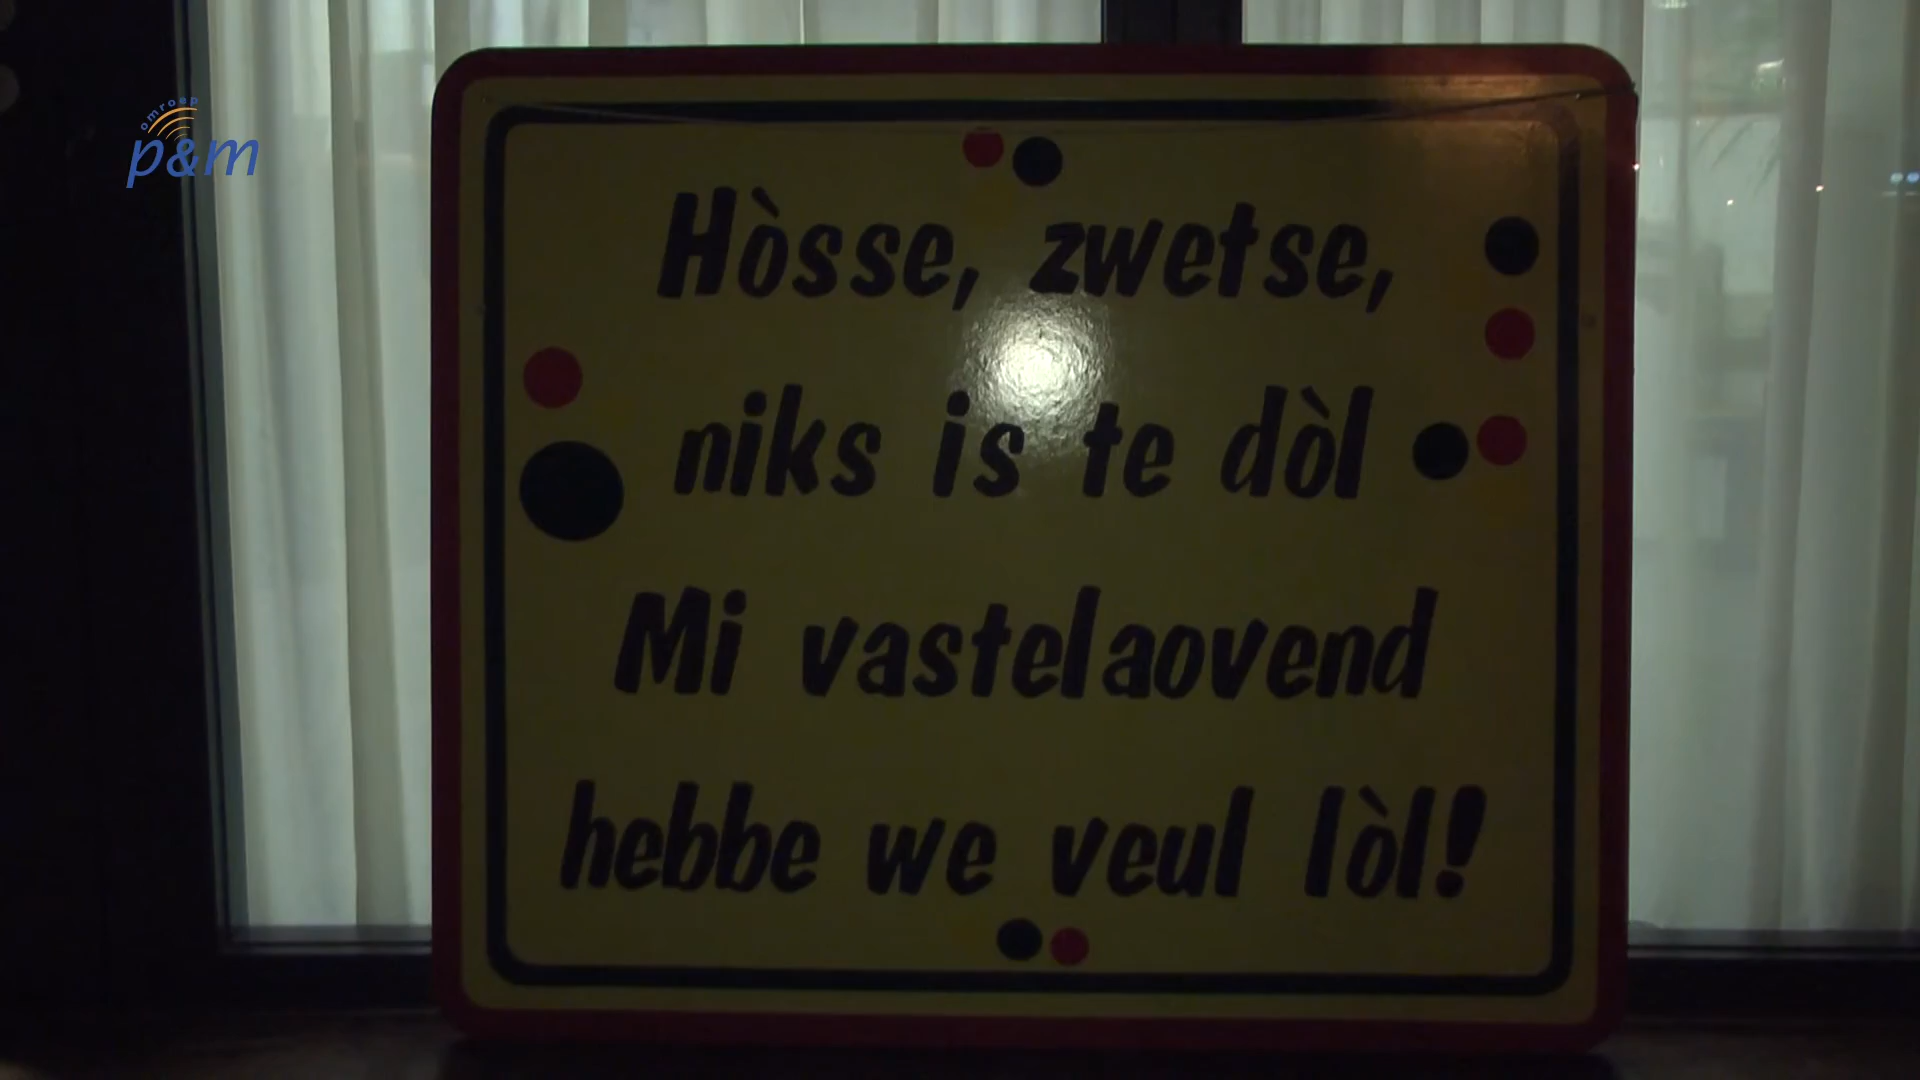 omroep
p&m
Hòsse, zwetse,
niks is te dòl
Mi vastelaovend
hebbe we veul lòl!